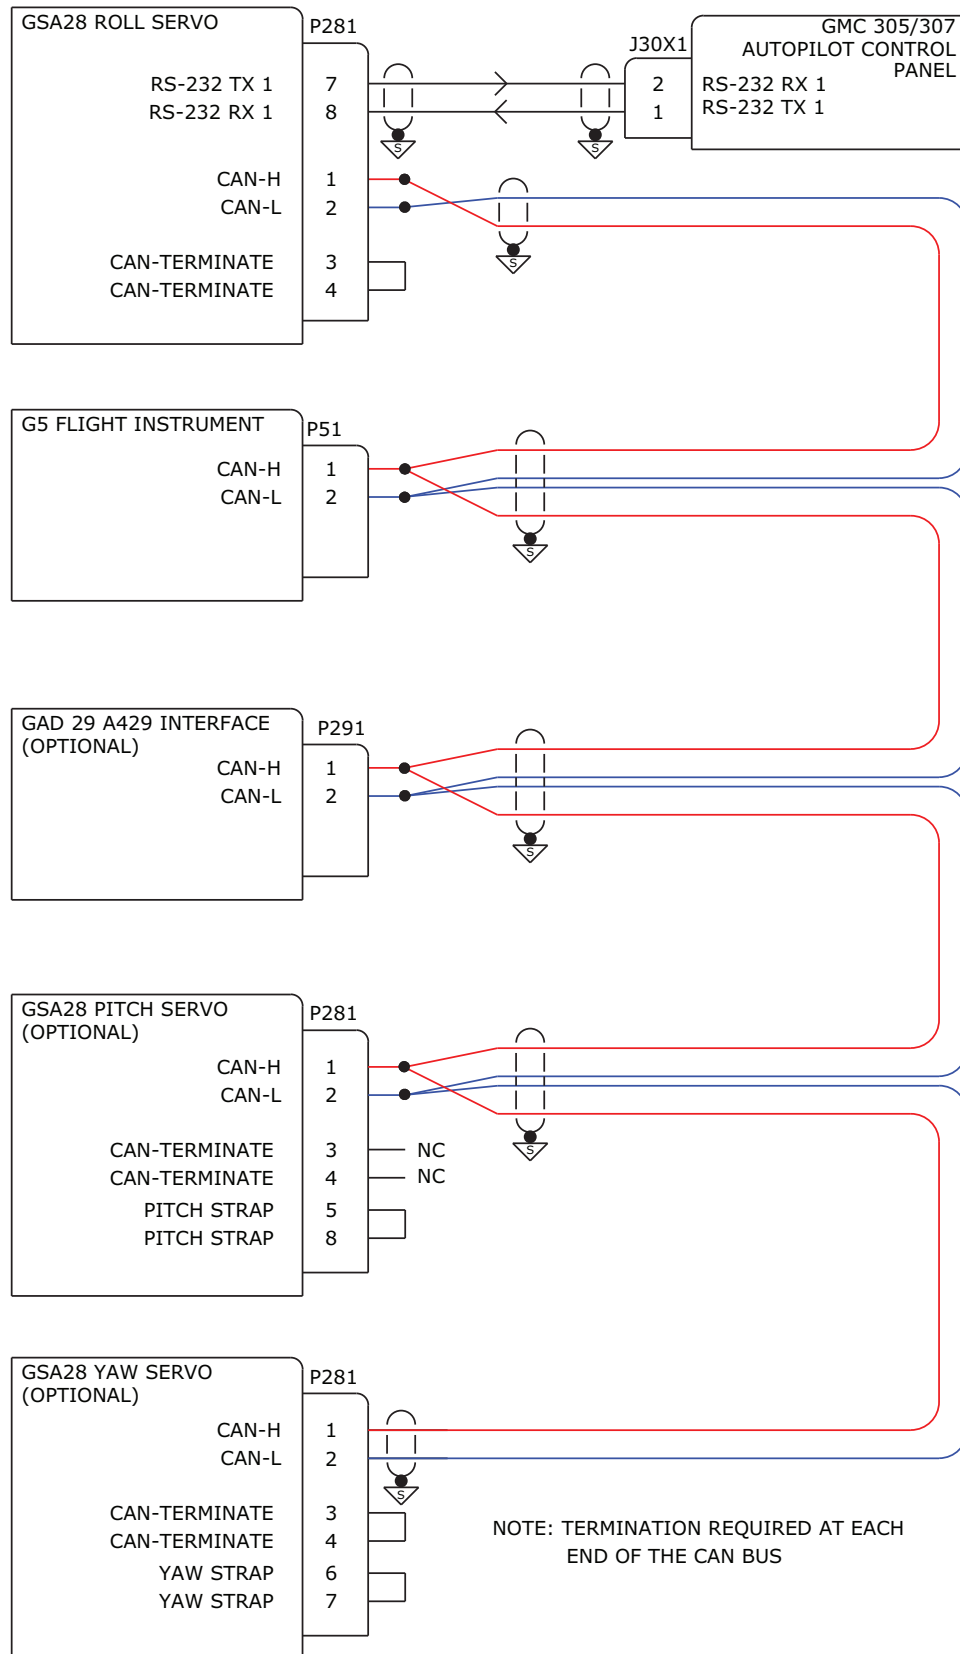 GSA28 ROLL SERVO
P281
GMC 305/307
AUTOPILOT CONTROL
PANEL
J30X1
RS-232 TX 1 7
2 RS-232 RX 1
RS-232 RX 1 8
1 RS-232 TX 1
S
S
CAN-H 1
CAN-L 2
S
CAN-TERMINATE 3
CAN-TERMINATE 4
G5 FLIGHT INSTRUMENT
P51
CAN-H 1
CAN-L 2
S
GAD 29 A429 INTERFACE
(OPTIONAL)
P291
CAN-H 1
CAN-L 2
S
GSA28 PITCH SERVO
(OPTIONAL)
P281
CAN-H 1
CAN-L 2
S
CAN-TERMINATE 3 NC
CAN-TERMINATE 4 NC
PITCH STRAP 5
PITCH STRAP 8
GSA28 YAW SERVO
(OPTIONAL)
P281
CAN-H 1
CAN-L 2
S
CAN-TERMINATE 3
CAN-TERMINATE 4
YAW STRAP 6
YAW STRAP 7
NOTE: TERMINATION REQUIRED AT EACH
END OF THE CAN BUS